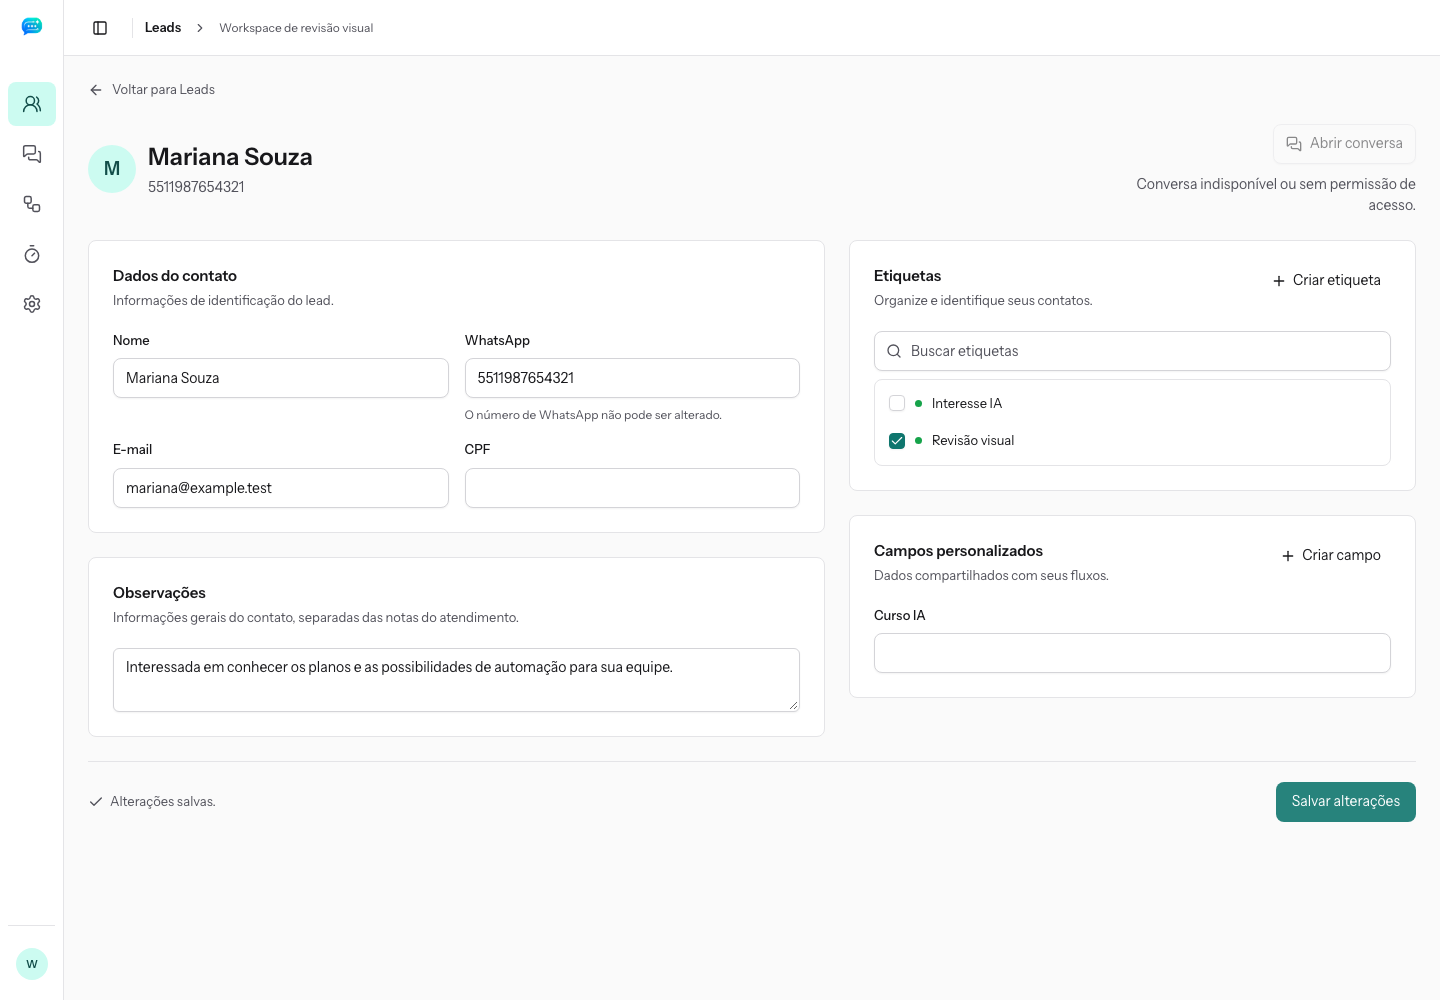 Leads
Workspace de revisão visual
Voltar para Leads
M
Mariana Souza
5511987654321
Abrir conversa
Conversa indisponível ou sem permissão de
acesso.
Dados do contato
Informações de identificação do lead.
Nome
WhatsApp
Mariana Souza
5511987654321
O número de WhatsApp não pode ser alterado.
E-mail
CPF
mariana@example.test
Observações
Informações gerais do contato, separadas das notas do atendimento.
Interessada em conhecer os planos e as possibilidades de automação para sua equipe.
Etiquetas
Criar etiqueta
Organize e identifique seus contatos.
Buscar etiquetas
Interesse IA
Revisão visual
Campos personalizados
Criar campo
Dados compartilhados com seus fluxos.
Curso IA
Alterações salvas.
Salvar alterações
W